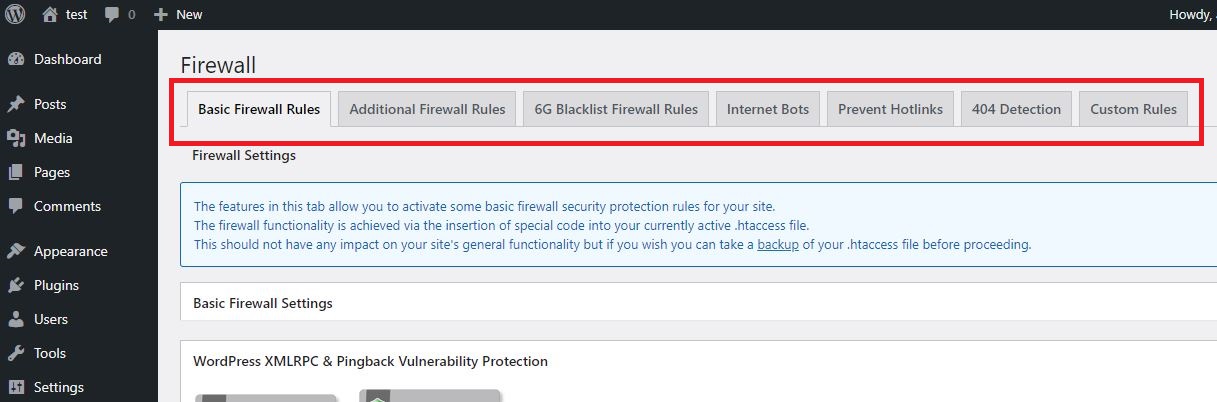 test 0 New Howdy,
Dashboard
Posts
Media
Pages
Comments
Appearance
Plugins
Users
Tools
Settings
Firewall
Basic Firewall Rules Additional Firewall Rules 6G Blacklist Firewall Rules Internet Bots Prevent Hotlinks 404 Detection Custom Rules
Firewall Settings
The features in this tab allow you to activate some basic firewall security protection rules for your site.
The firewall functionality is achieved via the insertion of special code into your currently active .htaccess file.
This should not have any impact on your site's general functionality but if you wish you can take a backup of your .htaccess file before proceeding.
Basic Firewall Settings
WordPress XMLRPC & Pingback Vulnerability Protection